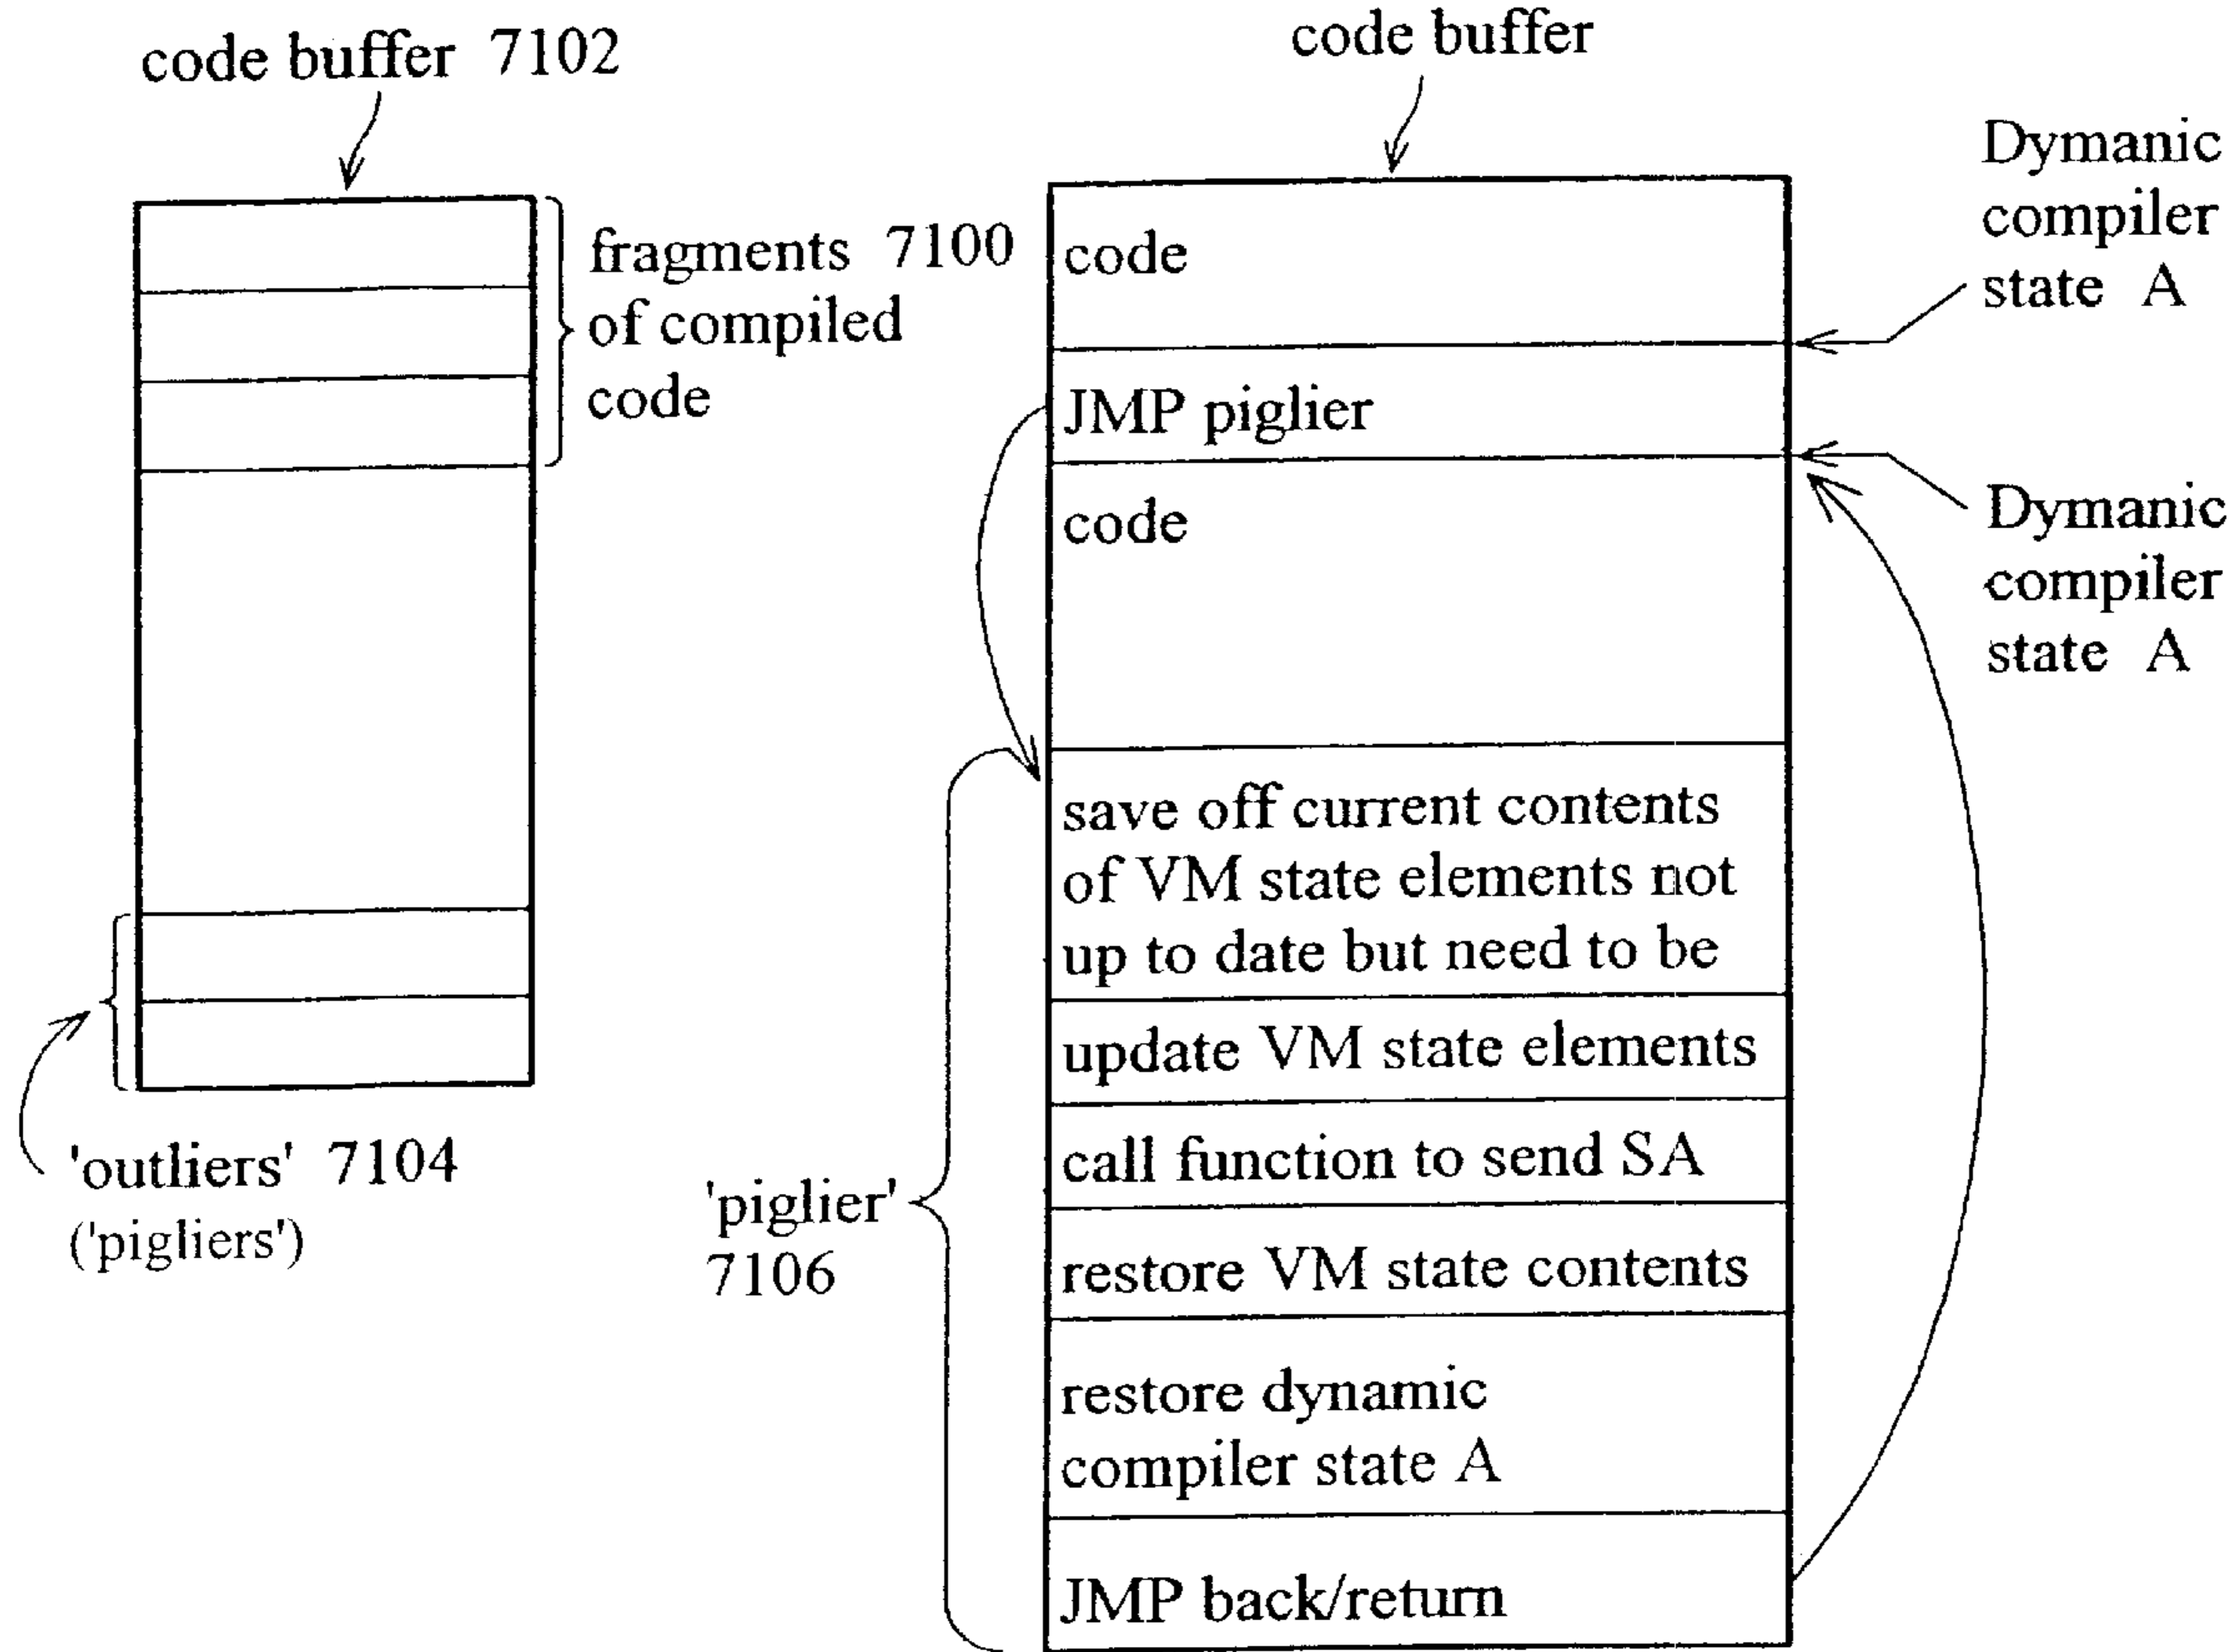 code buffer 7102
fragments 7100
of compiled
code
'outliers' 7104
('pigliers')
code buffer
code
JMP piglier
code
save off current contents
of VM state elements not
up to date but need to be
update VM state elements
call function to send SA
restore VM state contents
restore dynamic
compiler state A
JMP back/return
'piglier'
7106
Dymanic
compiler
state A
Dymanic
compiler
state A